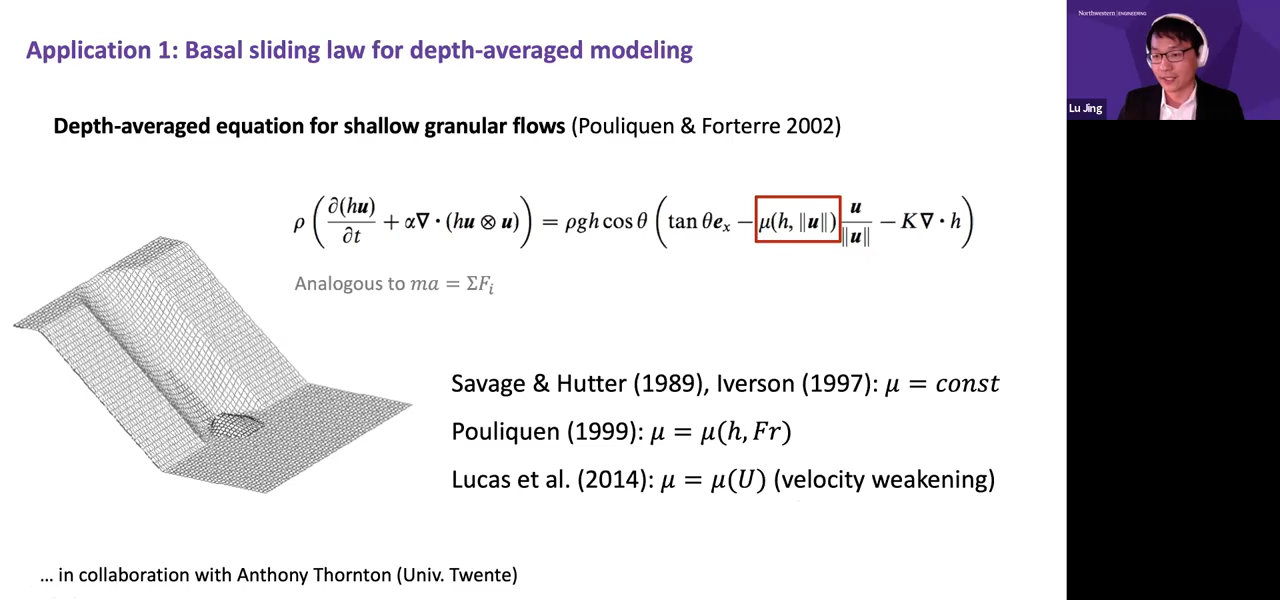 Application 1: Basal sliding law for depth-averaged modeling
Northwestern | ENGINEERING
Lu Jing
Depth-averaged equation for shallow granular flows (Pouliquen & Forterre 2002)
ρ(∂(hu)/∂t + α∇·(hu ⊗ u)) = ρgh cos θ (tan θe_x − μ(h, ‖u‖) u/‖u‖ − K∇·h)
Analogous to ma = ΣF_i
Savage & Hutter (1989), Iverson (1997): μ = const
Pouliquen (1999): μ = μ(h, Fr)
Lucas et al. (2014): μ = μ(U) (velocity weakening)
... in collaboration with Anthony Thornton (Univ. Twente)